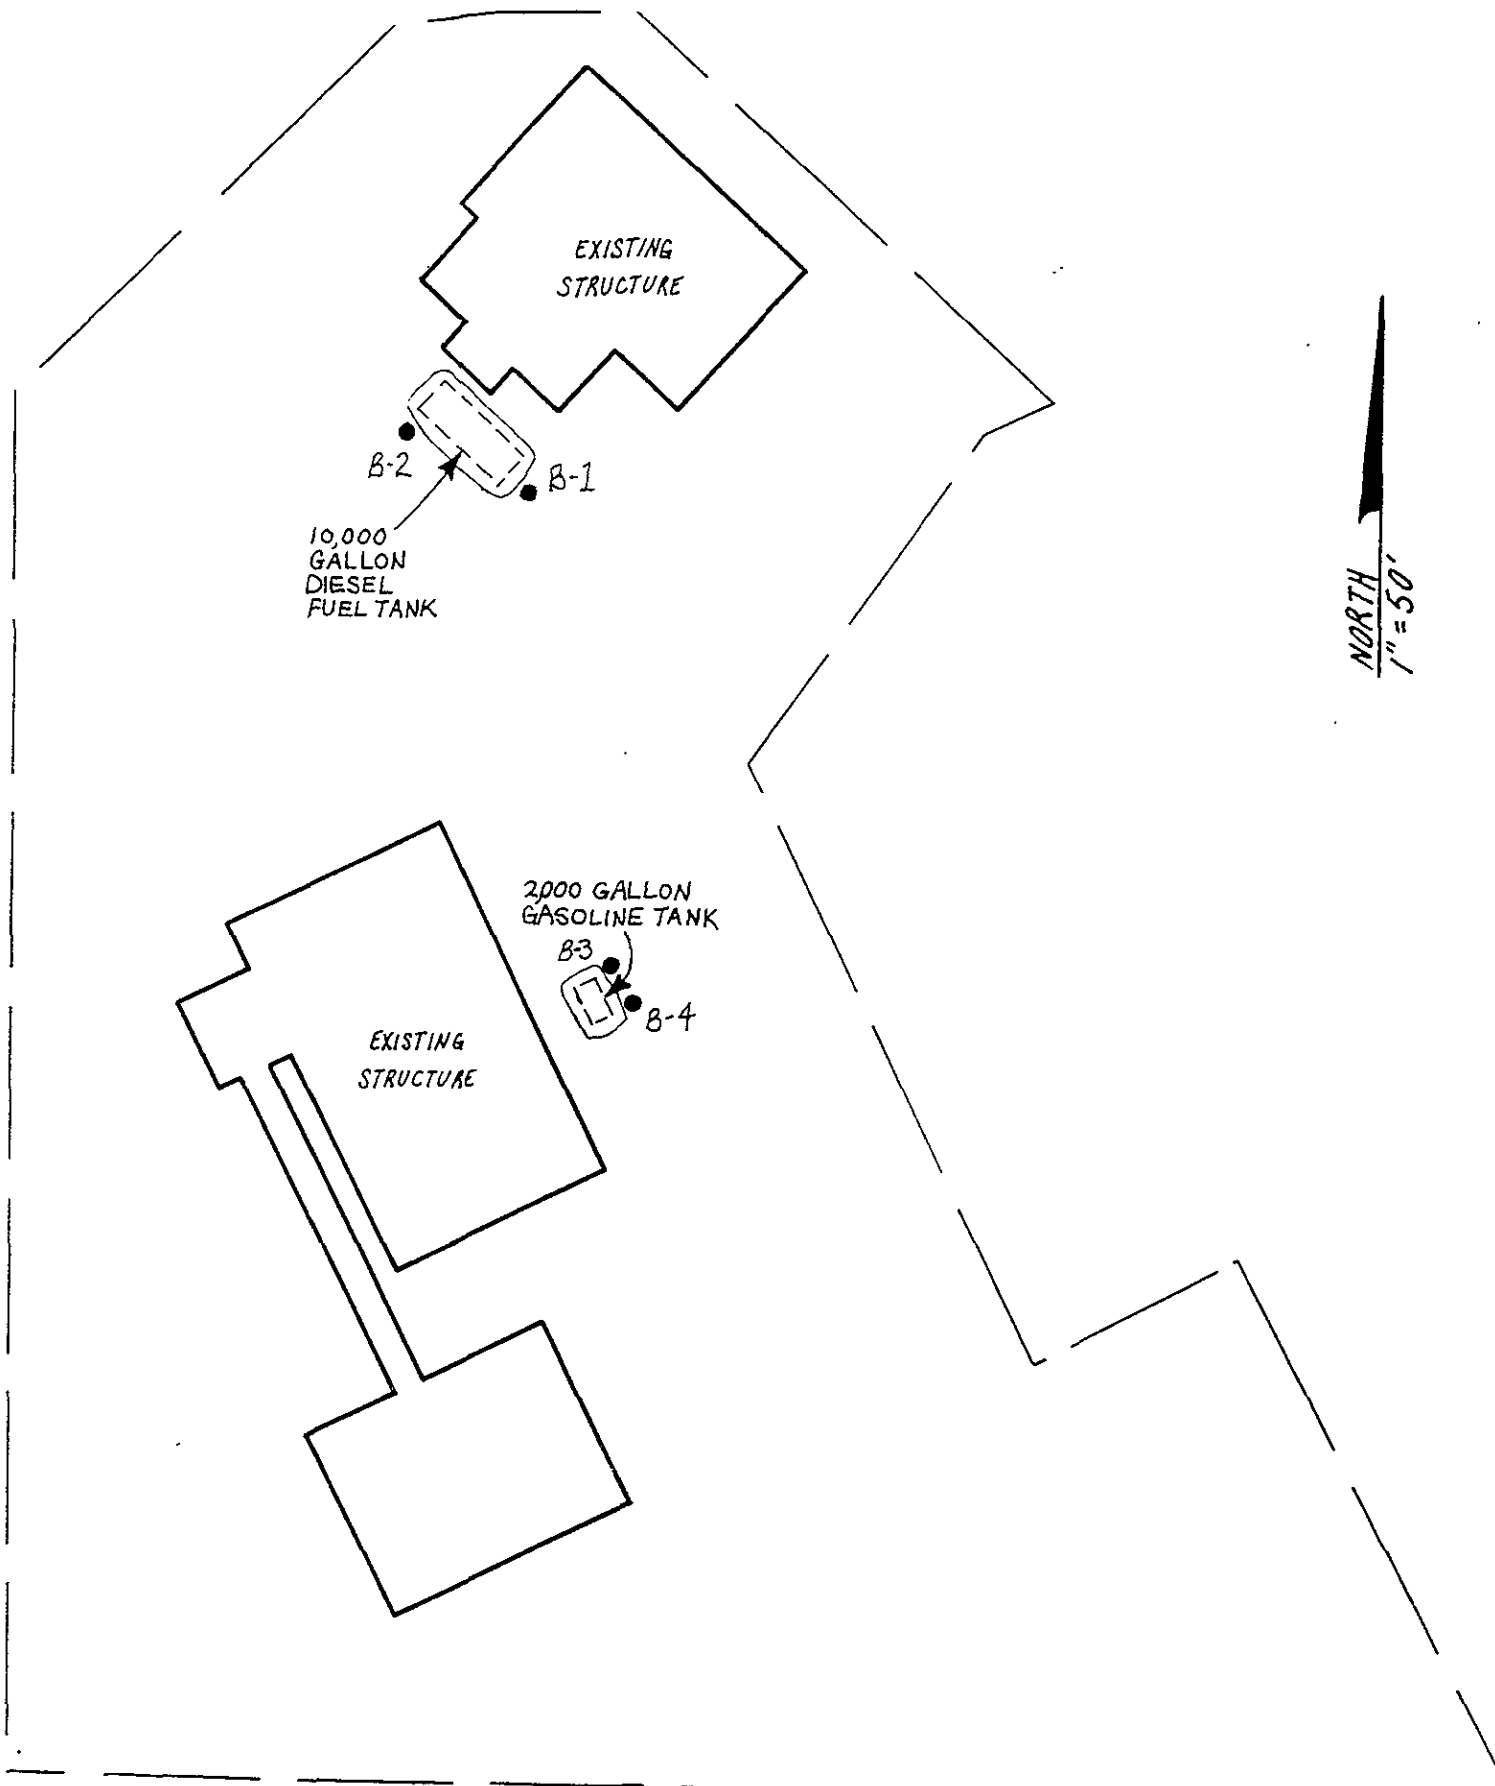 EXISTING
STRUCTURE
B-2
B-1
10,000
GALLON
DIESEL
FUEL TANK
NORTH
1" = 50'
2,000 GALLON
GASOLINE TANK
B-3
B-4
EXISTING
STRUCTURE